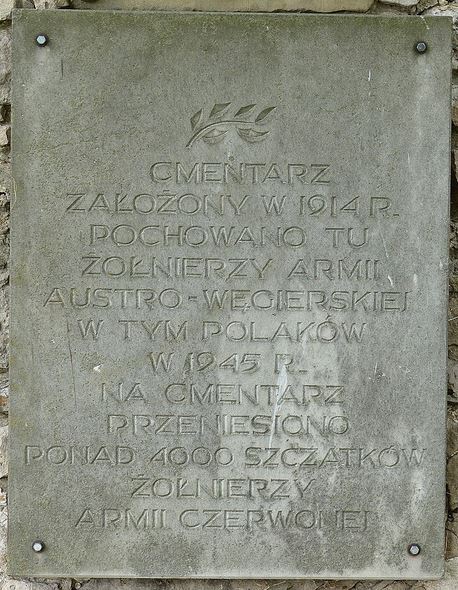 CMENTARZ
ZAŁOŻONY W 1914 R.
POCHOWANO TU
ŻOŁNIERZY ARMII
AUSTRO-WĘGIERSKIEJ
W TYM POLAKÓW
W 1945 R.
NA CMENTARZ
PRZENIESIONO
PONAD 4000 SZCZĄTKÓW
ŻOŁNIERZY
ARMII CZERWONEJ